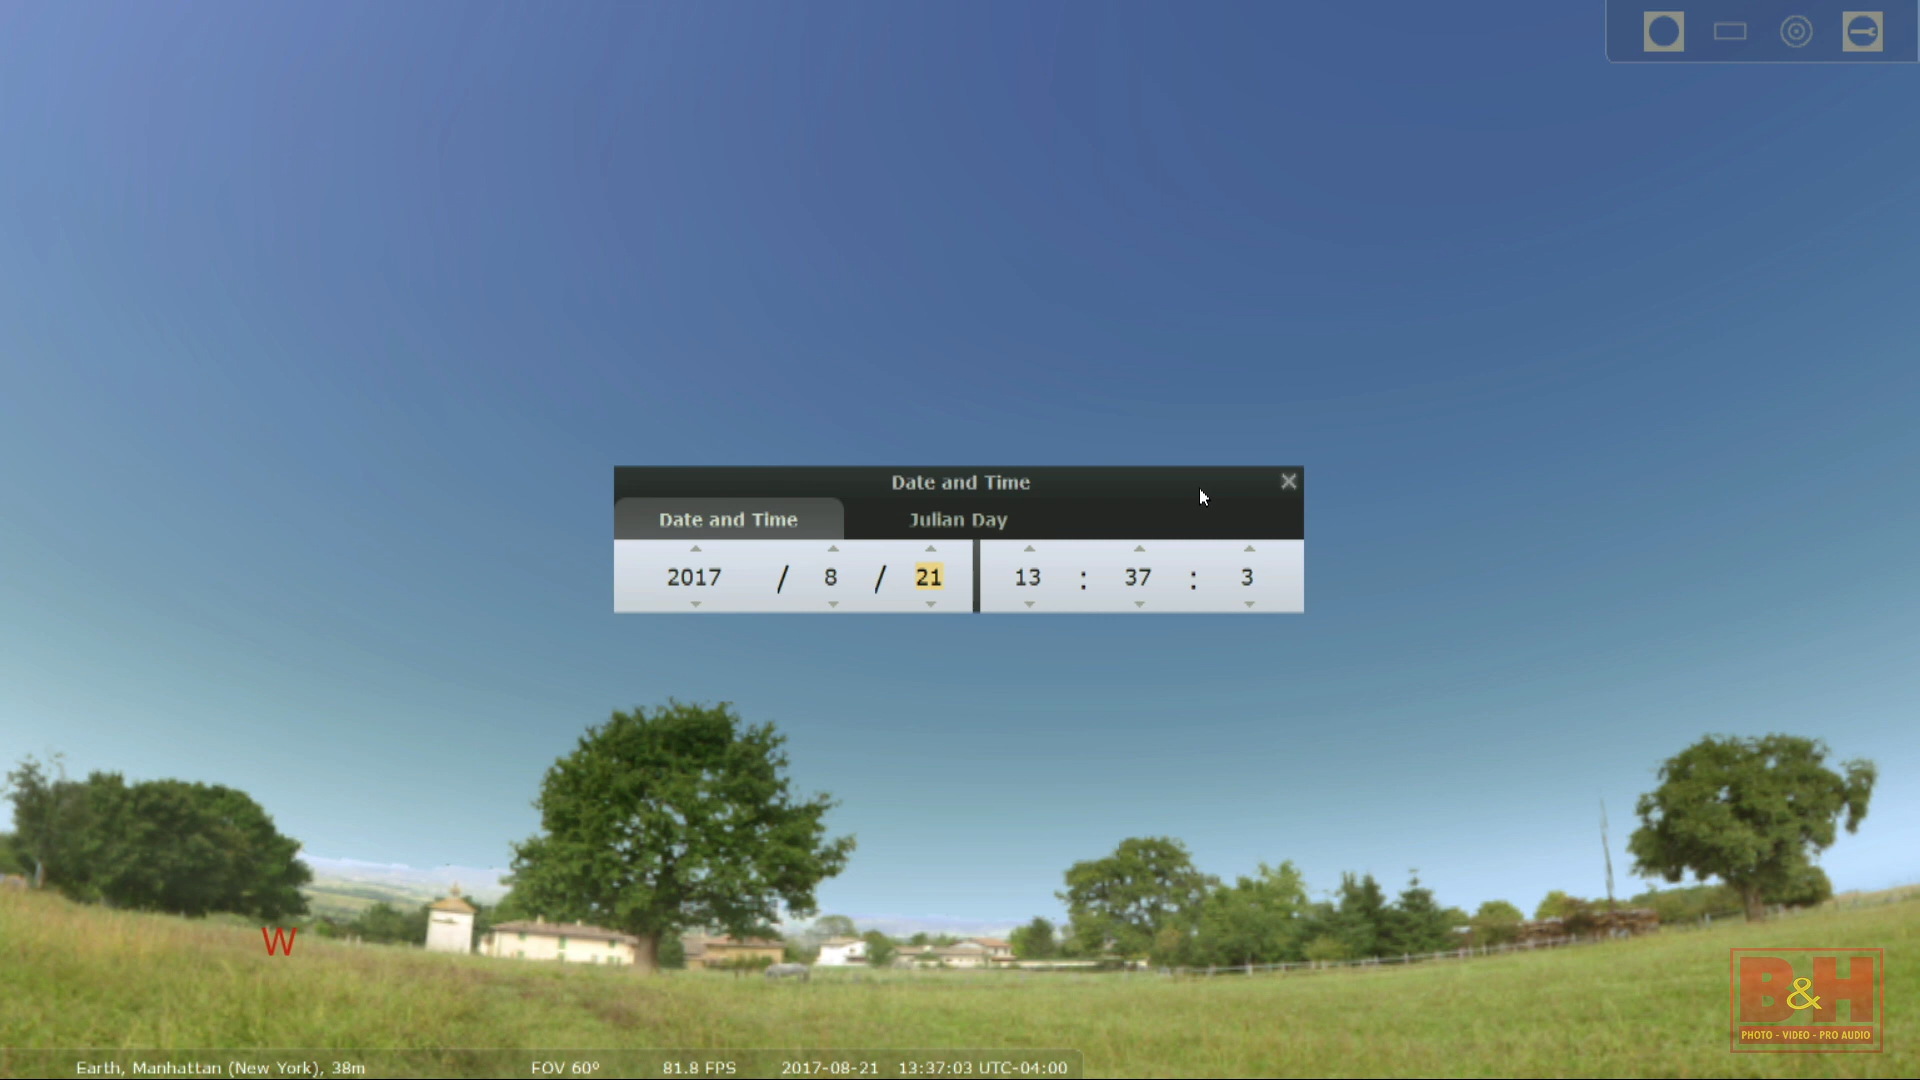 Date and Time
Date and Time Julian Day
2017 / 8 / 21 13 : 37 : 3
W
B&H
PHOTO - VIDEO - PRO AUDIO
Earth, Manhattan (New York), 38m FOV 60° 81.8 FPS 2017-08-21 13:37:03 UTC-04:00